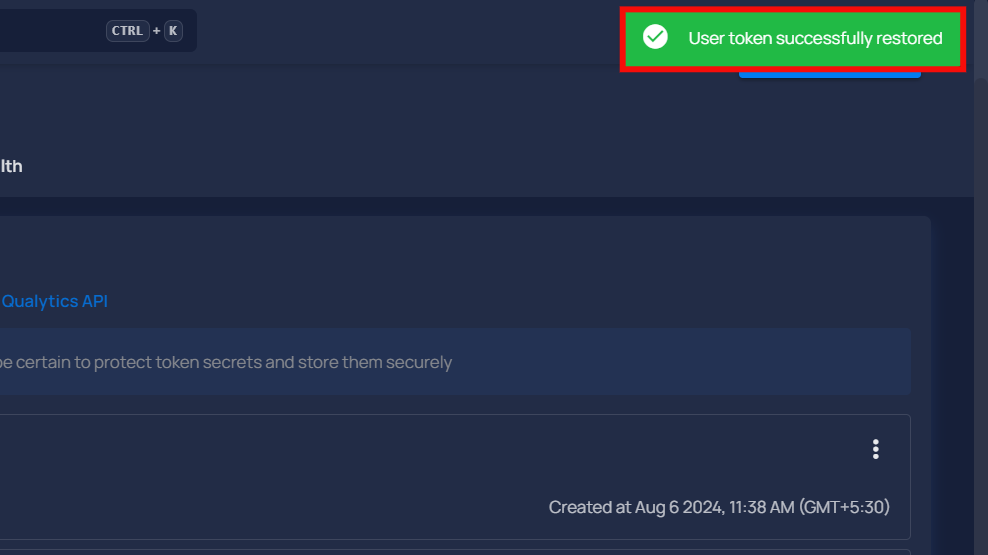 CTRL + K
User token successfully restored
lth
Qualytics API
be certain to protect token secrets and store them securely
Created at Aug 6 2024, 11:38 AM (GMT+5:30)